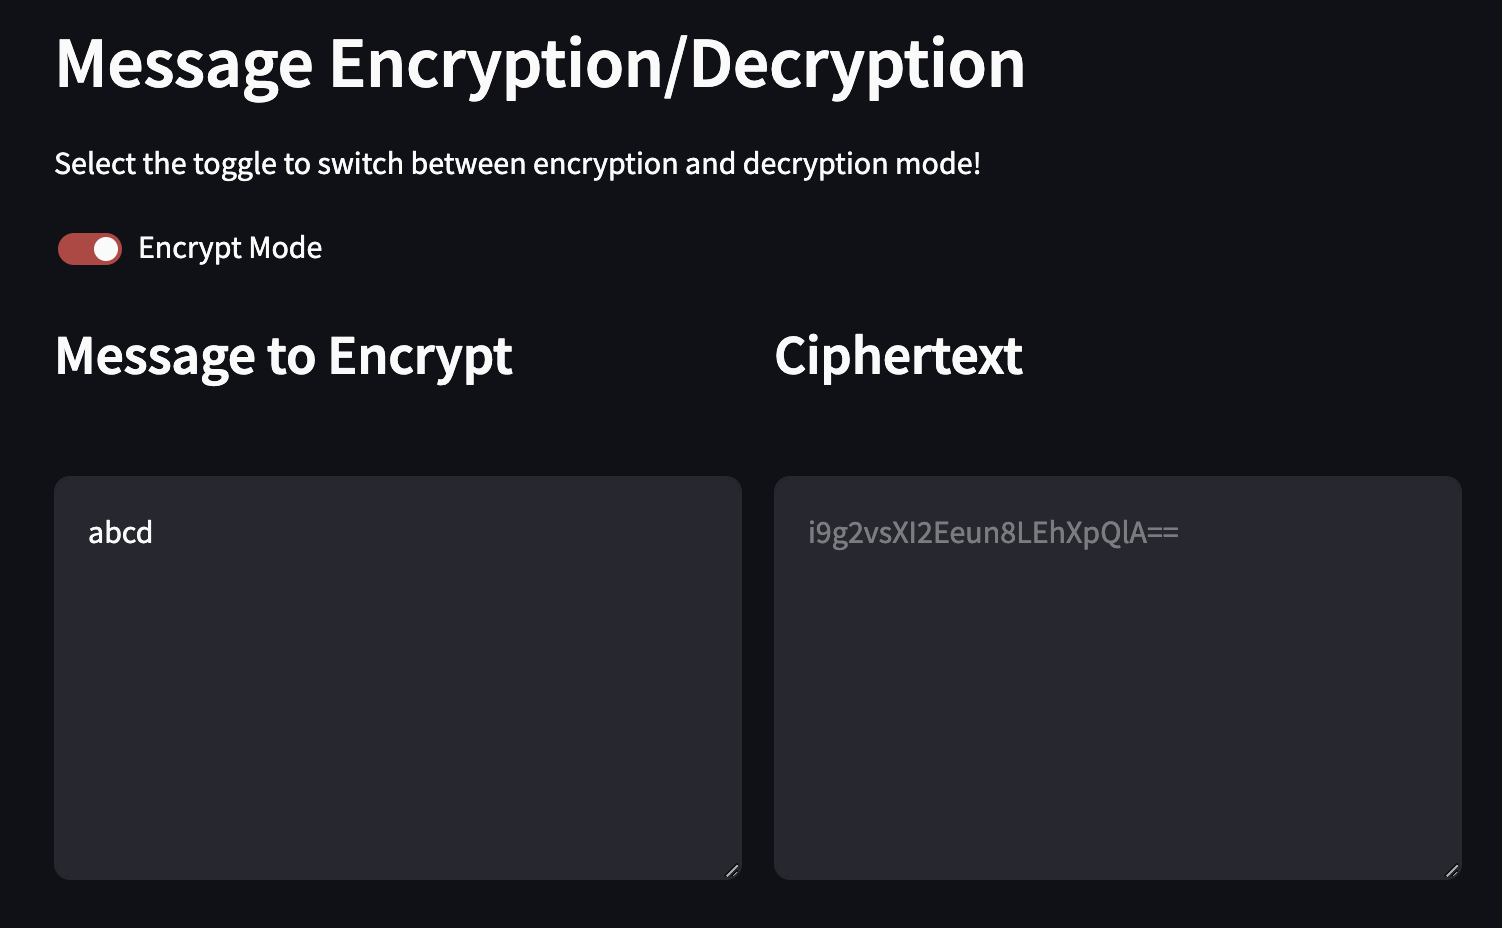 Message Encryption/Decryption
Select the toggle to switch between encryption and decryption mode!
Encrypt Mode
Message to Encrypt
Ciphertext
abcd
i9g2vsXI2Eeun8LEhXpQlA==